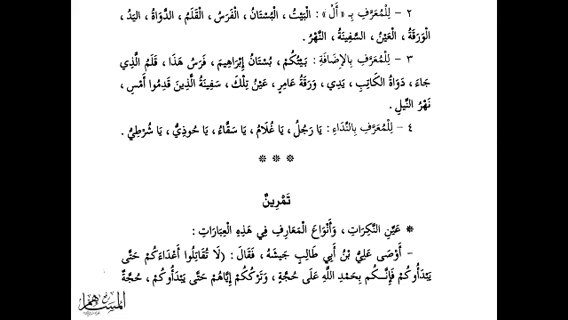 ٢ – لِلْمُعَرَّفِ بِـ « أَلْ » : الْبَيْتُ ، الْبُسْتَانُ ، الْفَرَسُ ، الْقَلَمُ ، الدَّوَاةُ ، الْيَدُ ،
الْوَرَقَةُ ، الْعَيْنُ ، السَّفِينَةُ ، النَّهْرُ .
٣ – لِلْمُعَرَّفِ بِالإِضَافَةِ : بَيْتُكُمْ ، بُسْتَانُ إِبْرَاهِيمَ ، فَرَسُ هَذَا ، قَلَمُ الَّذِي
جَاءَ ، دَوَاةُ الْكَاتِبِ ، يَدِي ، وَرَقَةُ عَامِرٍ ، عَيْنُ تِلْكَ ، سَفِينَةُ الَّذِينَ قَدِمُوا أَمْسِ ،
نَهْرُ النِّيلِ .
٤ – لِلْمُعَرَّفِ بِالنِّدَاءِ : يَا رَجُلُ ، يَا غُلَامُ ، يَا سَقَّاءُ ، يَا حُوذِيُّ ، يَا شُرْطِيُّ .
* * *
تَمْرِينٌ
* عَيِّنِ النَّكِرَاتِ ، وَأَنْوَاعَ الْمَعَارِفِ فِي هَذِهِ الْعِبَارَاتِ :
– أَوْصَى عَلِيُّ بْنُ أَبِي طَالِبٍ جَيْشَهُ ، فَقَالَ : (لَا تُقَاتِلُوا أَعْدَاءَكُمْ حَتَّى
يَبْدَأُوكُمْ فَإِنَّكُم بِحَمْدِ اللَّهِ عَلَى حُجَّةٍ ، وَتَرْكُكُمْ إِيَّاهُمْ حَتَّى يَبْدَأُوكُمْ ، حُجَّةٌ